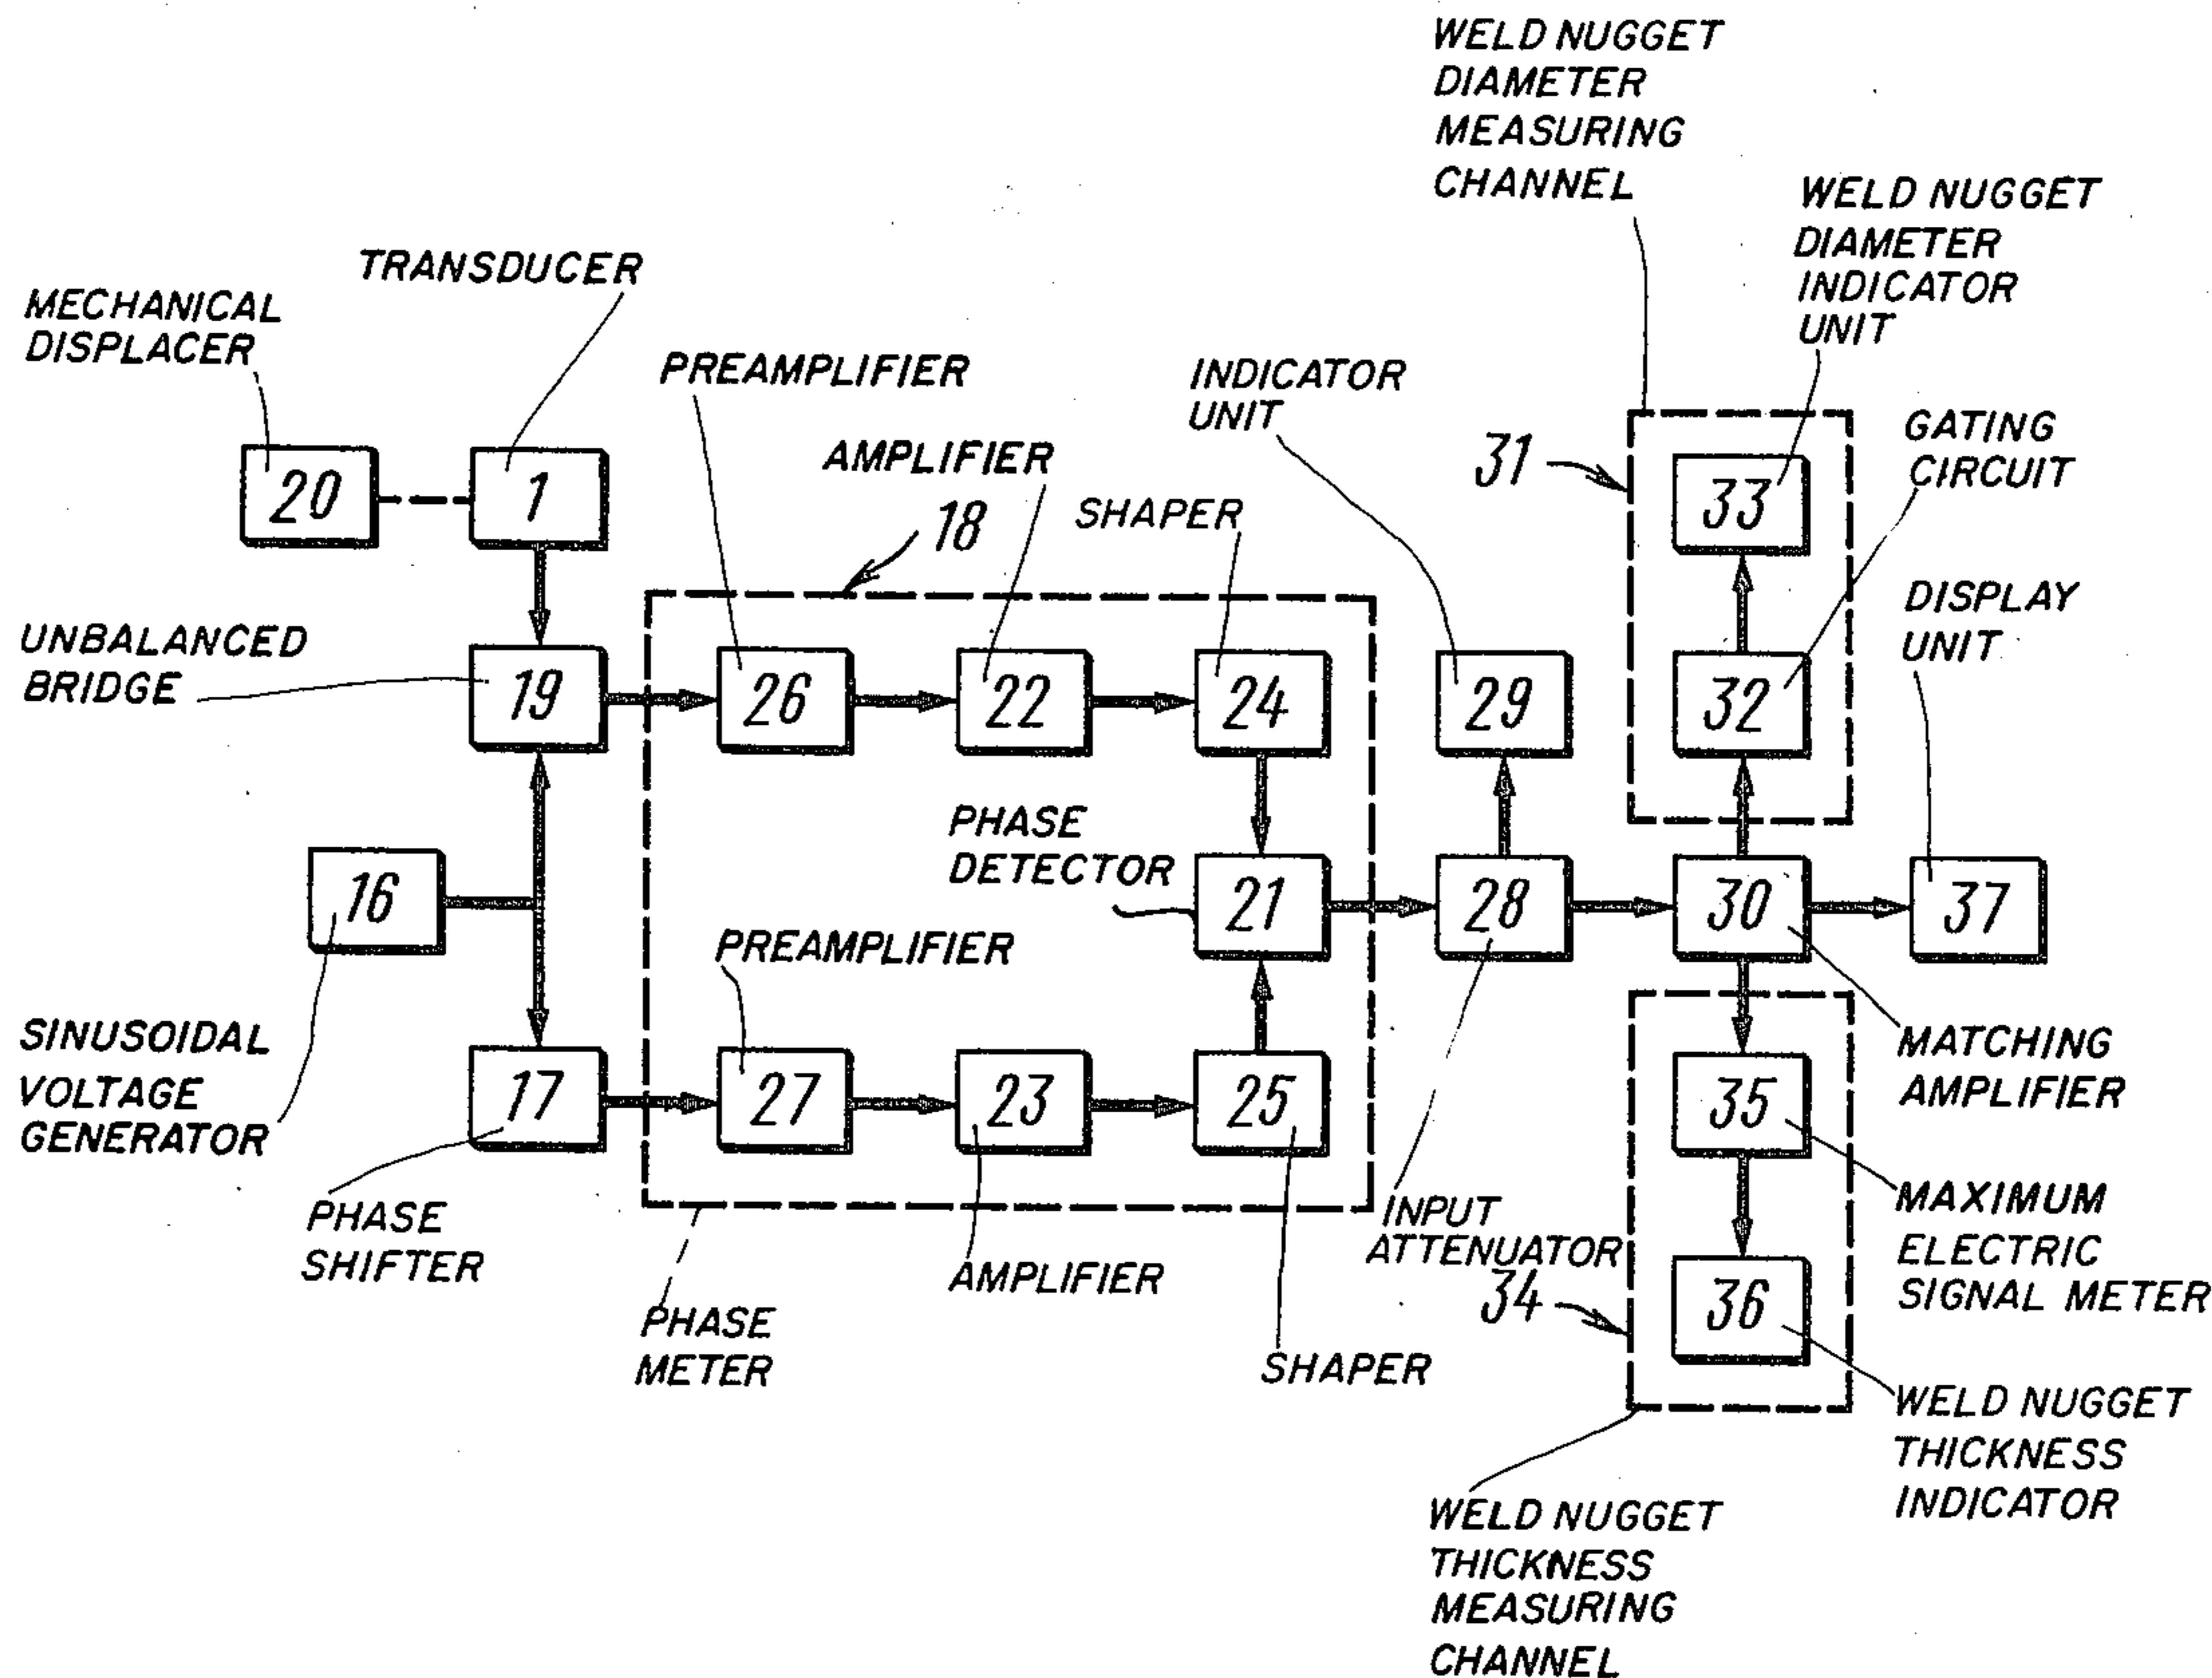 WELD NUGGET
DIAMETER
MEASURING
CHANNEL
WELD NUGGET
DIAMETER
INDICATOR
UNIT
TRANSDUCER
MECHANICAL
DISPLACER
PREAMPLIFIER
INDICATOR
UNIT
AMPLIFIER
18
SHAPER
31
GATING
CIRCUIT
20
1
33
UNBALANCED
BRIDGE
DISPLAY
UNIT
19
26
22
24
29
32
PHASE
DETECTOR
16
21
28
30
37
PREAMPLIFIER
SINUSOIDAL
VOLTAGE
GENERATOR
17
27
23
25
35
MATCHING
AMPLIFIER
PHASE
SHIFTER
INPUT
ATTENUATOR
MAXIMUM
ELECTRIC
SIGNAL METER
AMPLIFIER
34
36
PHASE
METER
SHAPER
WELD NUGGET
THICKNESS
INDICATOR
WELD NUGGET
THICKNESS
MEASURING
CHANNEL